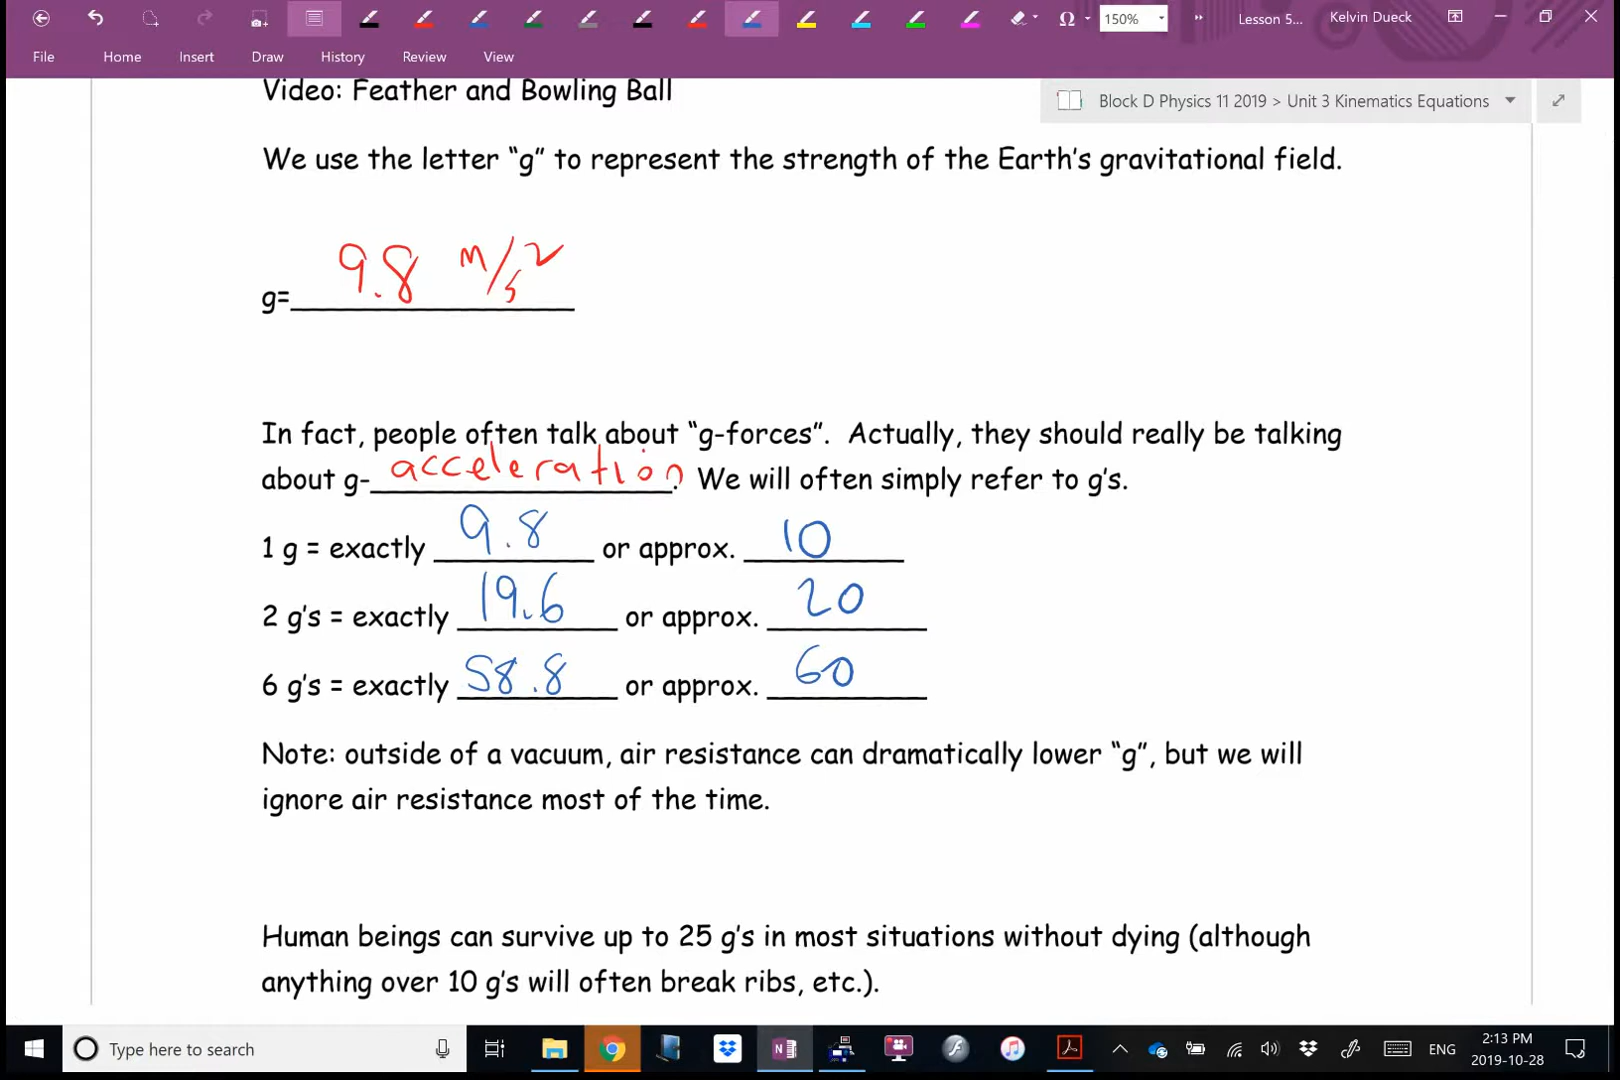 150%
Lesson 5...
Kelvin Dueck
File Home Insert Draw History Review View
Video: Feather and Bowling Ball
Block D Physics 11 2019 > Unit 3 Kinematics Equations
We use the letter “g” to represent the strength of the Earth’s gravitational field.
g= 9.8 m/s²
In fact, people often talk about “g-forces”. Actually, they should really be talking
about g- acceleration. We will often simply refer to g’s.
1 g = exactly 9.8 or approx. 10
2 g’s = exactly 19.6 or approx. 20
6 g’s = exactly 58.8 or approx. 60
Note: outside of a vacuum, air resistance can dramatically lower “g”, but we will
ignore air resistance most of the time.
Human beings can survive up to 25 g’s in most situations without dying (although
anything over 10 g’s will often break ribs, etc.).
Type here to search
ENG
2:13 PM
2019-10-28